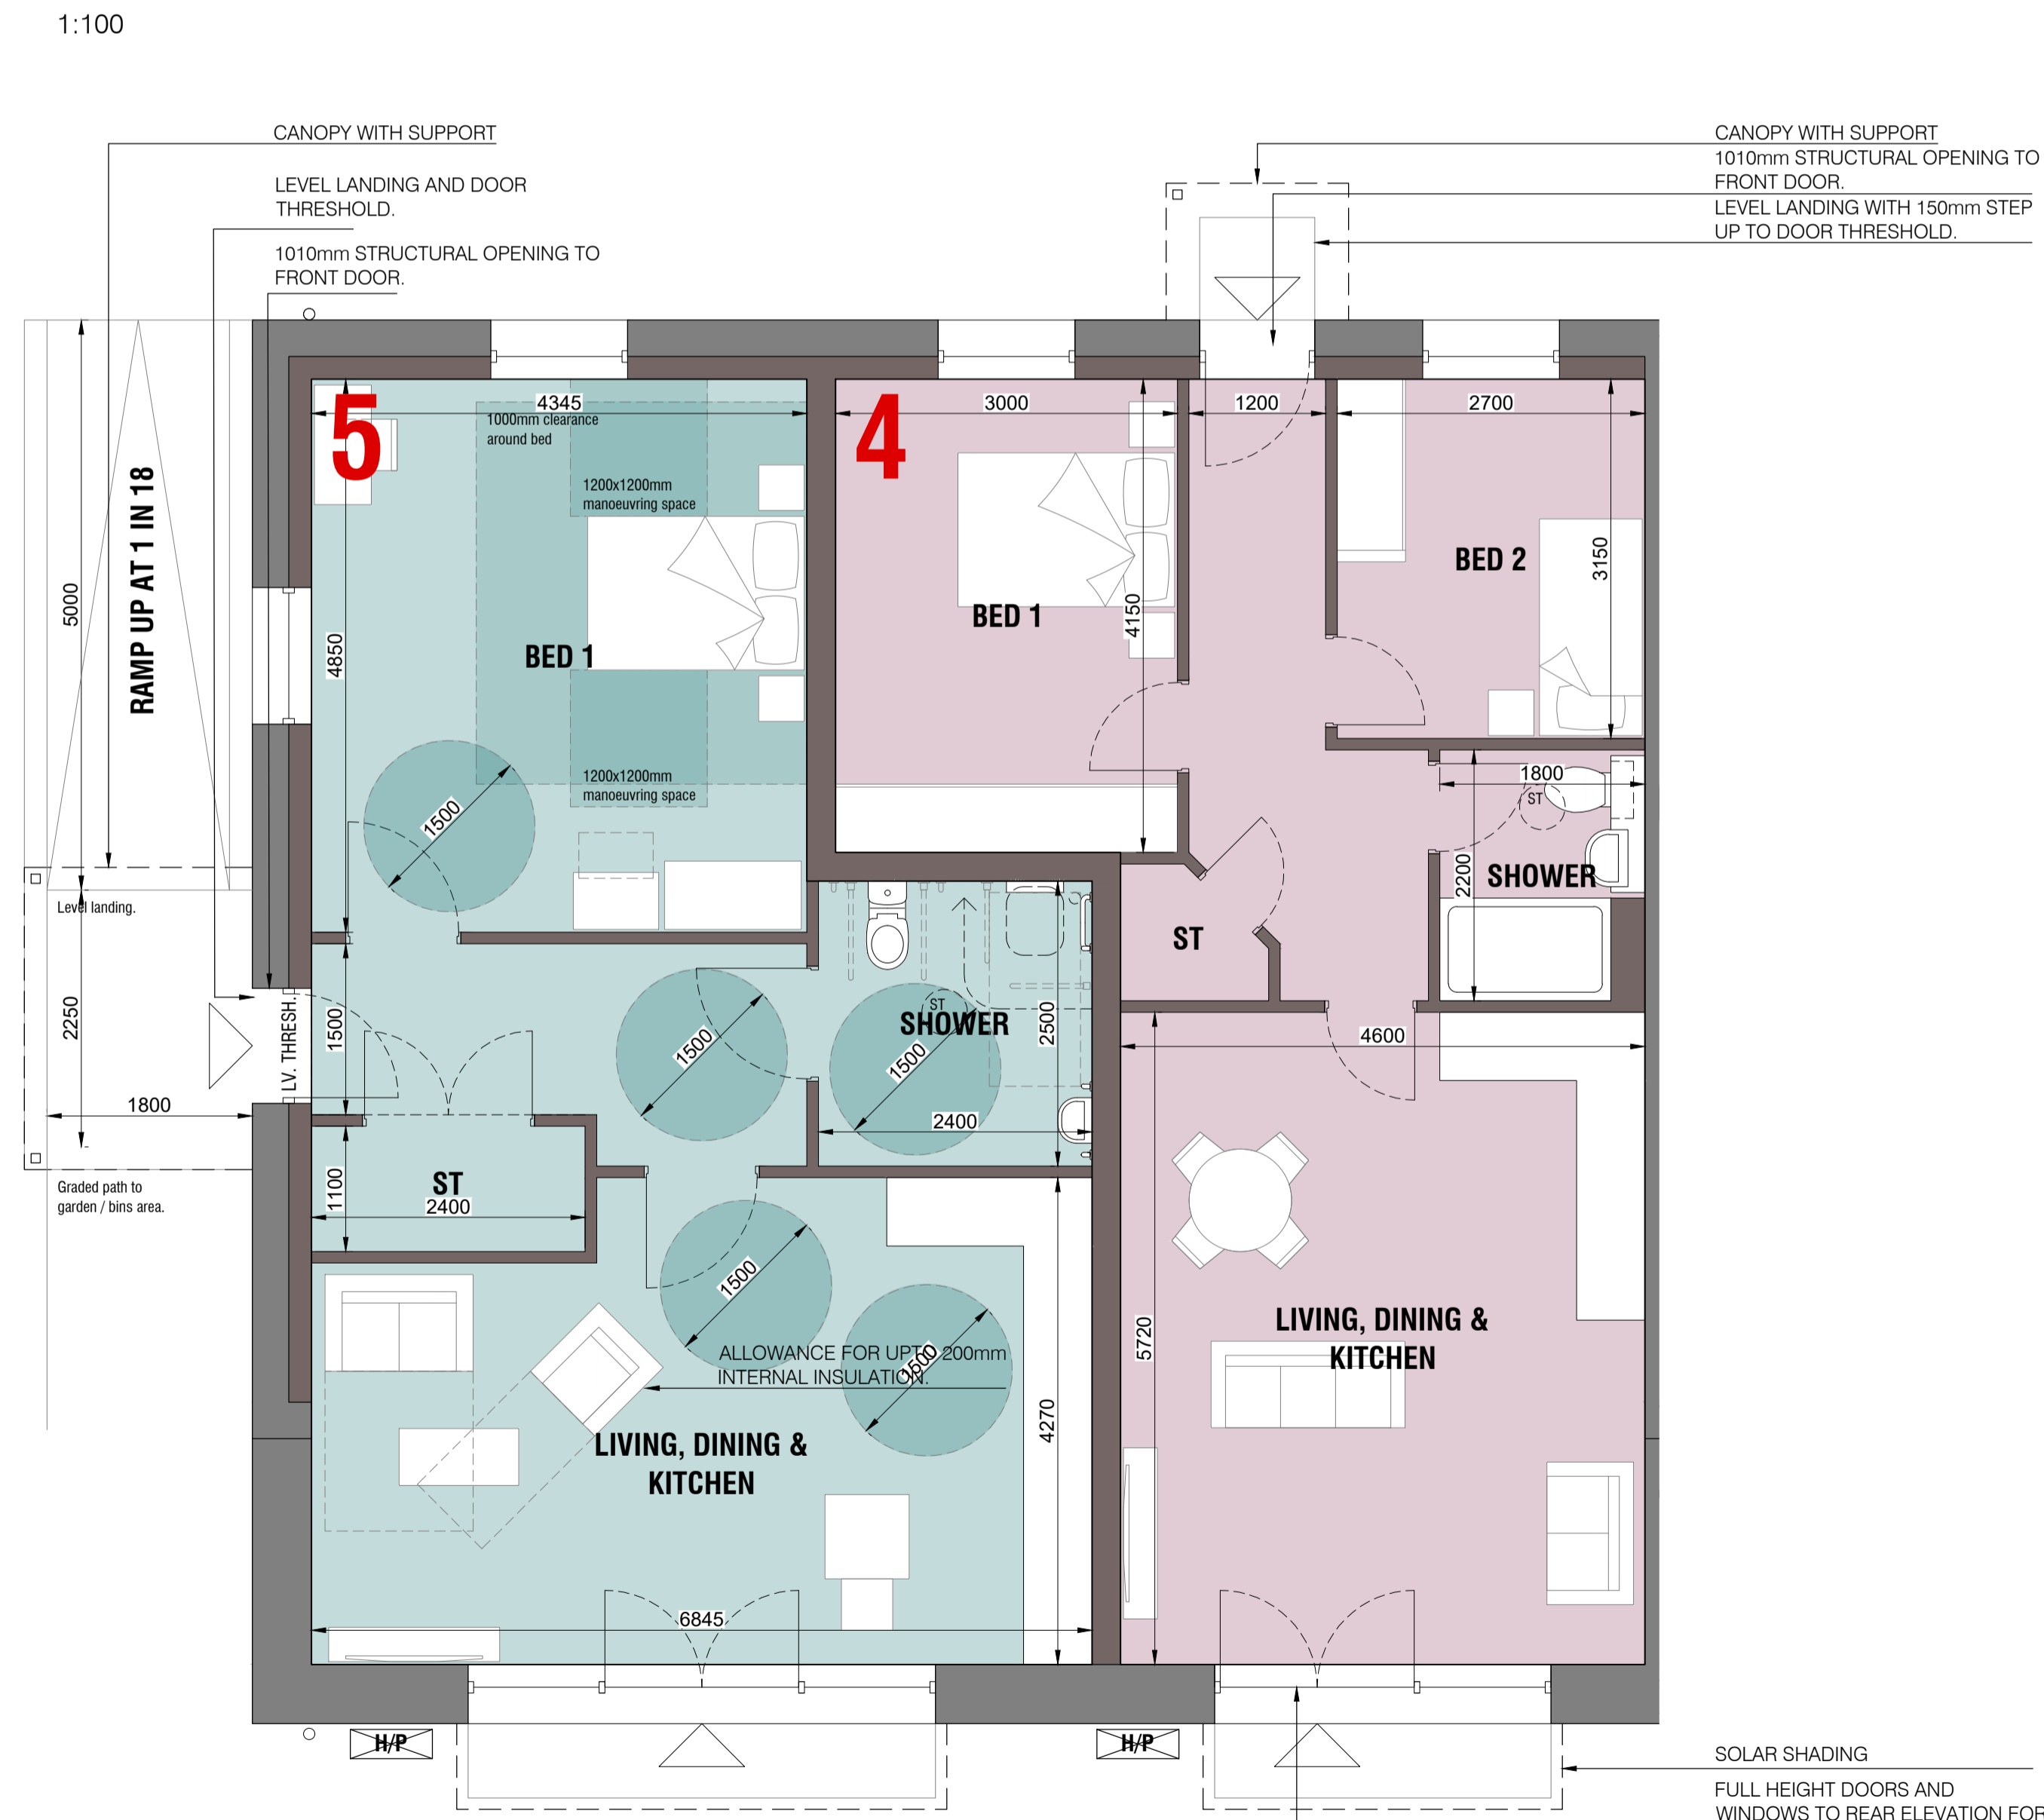 1:100
CANOPY WITH SUPPORT
LEVEL LANDING AND DOOR
THRESHOLD.
1010mm STRUCTURAL OPENING TO
FRONT DOOR.
CANOPY WITH SUPPORT
1010mm STRUCTURAL OPENING TO
FRONT DOOR.
LEVEL LANDING WITH 150mm STEP
UP TO DOOR THRESHOLD.
5
4345
1000mm clearance
around bed
4
3000
1200
2700
1200x1200mm
manoeuvring space
RAMP UP AT 1 IN 18
5000
BED 2
3150
BED 1
4150
4850
BED 1
1200x1200mm
manoeuvring space
1500
1800
ST
2200
SHOWER
Level landing.
ST
2250
LV. THRESH.
1500
1500
ST
SHOWER
1500
2500
4600
1800
2400
1100
ST
2400
Graded path to
garden / bins area.
1500
LIVING, DINING &
KITCHEN
5720
ALLOWANCE FOR UPTO 200mm
INTERNAL INSULATION.
1500
4270
LIVING, DINING &
KITCHEN
6845
H/P
H/P
SOLAR SHADING
FULL HEIGHT DOORS AND
WINDOWS TO REAR ELEVATION FOR